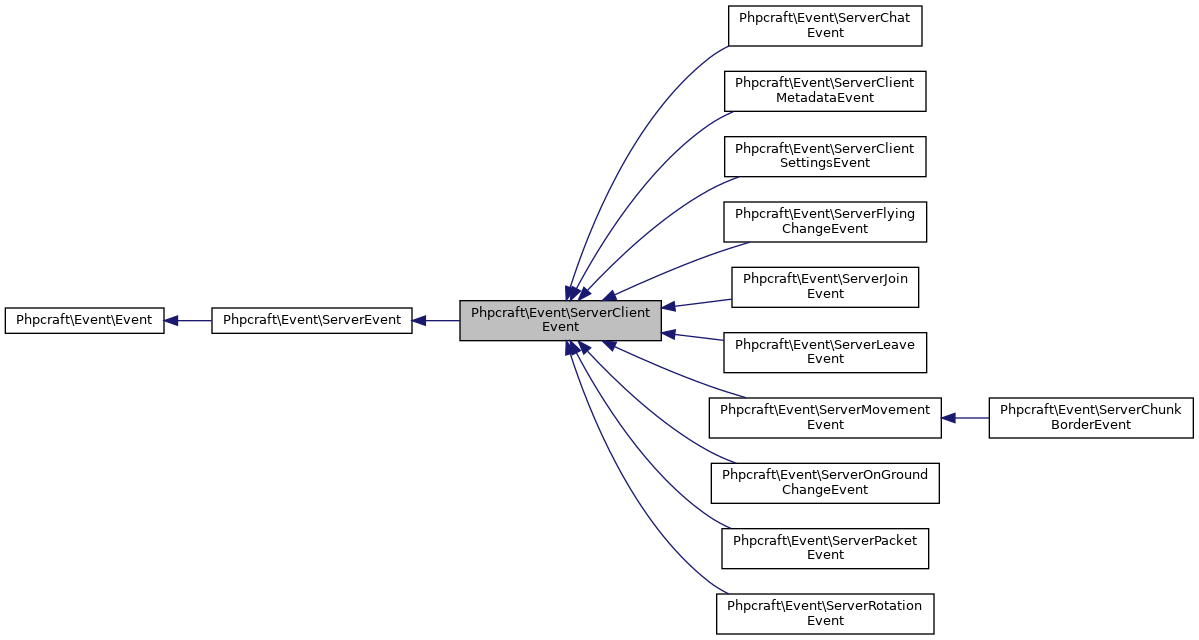 Phpcraft\Event\Event
Phpcraft\Event\ServerEvent
Phpcraft\Event\ServerClient
Event
Phpcraft\Event\ServerChat
Event
Phpcraft\Event\ServerClient
MetadataEvent
Phpcraft\Event\ServerClient
SettingsEvent
Phpcraft\Event\ServerFlying
ChangeEvent
Phpcraft\Event\ServerJoin
Event
Phpcraft\Event\ServerLeave
Event
Phpcraft\Event\ServerMovement
Event
Phpcraft\Event\ServerChunk
BorderEvent
Phpcraft\Event\ServerOnGround
ChangeEvent
Phpcraft\Event\ServerPacket
Event
Phpcraft\Event\ServerRotation
Event